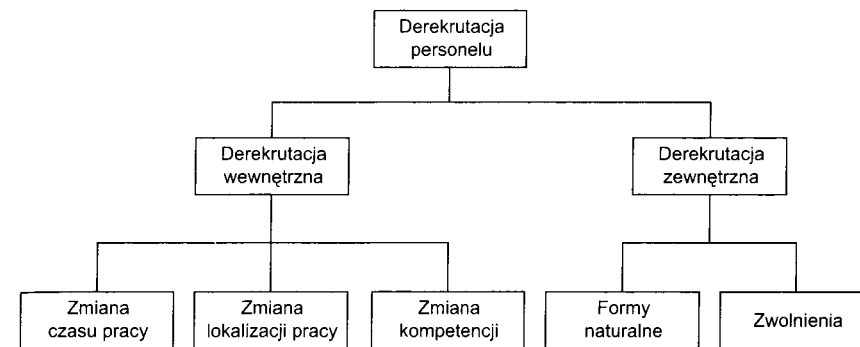 Derekrutacja
personelu
Derekrutacja
wewnętrzna
Derekrutacja
zewnętrzna
Zmiana
czasu pracy
Zmiana
lokalizacji pracy
Zmiana
kompetencji
Formy
naturalne
Zwolnienia